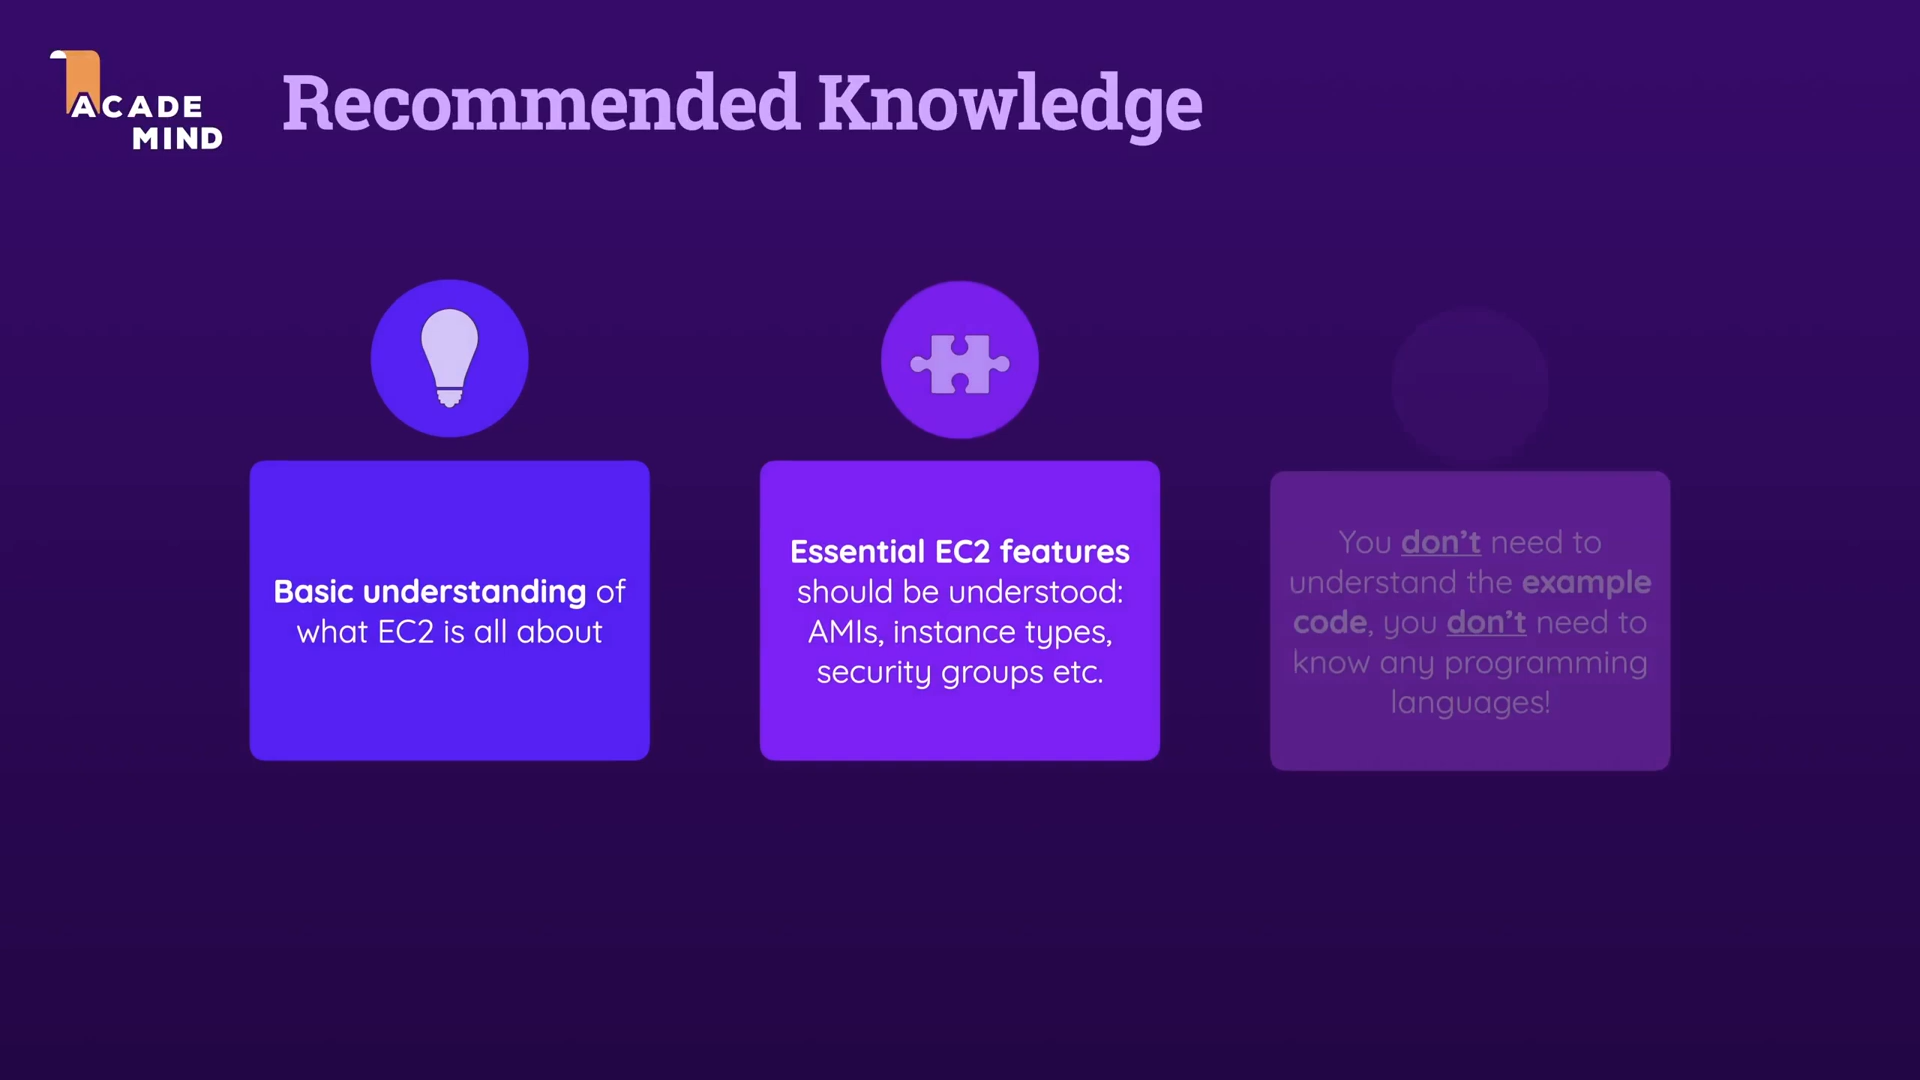 ACADE
MIND
Recommended Knowledge
Basic understanding of
what EC2 is all about
Essential EC2 features
should be understood:
AMIs, instance types,
security groups etc.
You don't need to
understand the example
code, you don't need to
know any programming
languages!